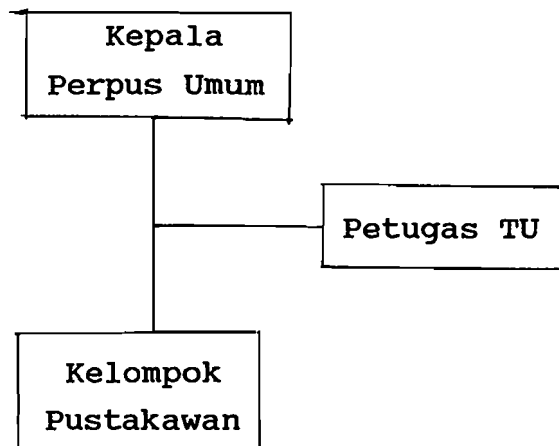 Kepala
Perpus Umum
Petugas TU
Kelompok
Pustakawan